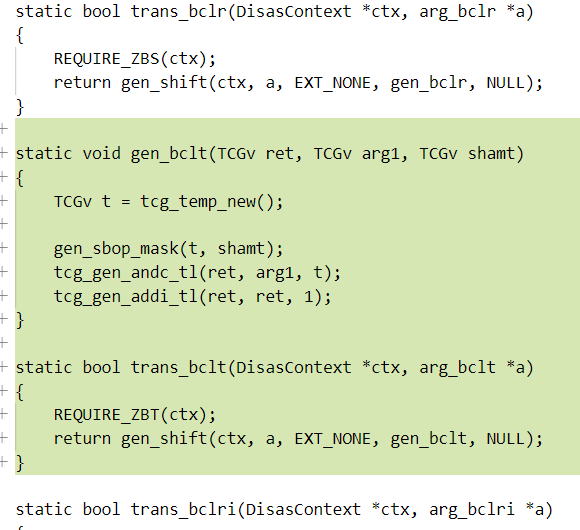 static bool trans_bclr(DisasContext *ctx, arg_bclr *a)
{
    REQUIRE_ZBS(ctx);
    return gen_shift(ctx, a, EXT_NONE, gen_bclr, NULL);
}
+
+ static void gen_bclt(TCGv ret, TCGv arg1, TCGv shamt)
+ {
+     TCGv t = tcg_temp_new();
+
+     gen_sbop_mask(t, shamt);
+     tcg_gen_andc_tl(ret, arg1, t);
+     tcg_gen_addi_tl(ret, ret, 1);
+ }
+
+ static bool trans_bclt(DisasContext *ctx, arg_bclt *a)
+ {
+     REQUIRE_ZBT(ctx);
+     return gen_shift(ctx, a, EXT_NONE, gen_bclt, NULL);
+ }

static bool trans_bclri(DisasContext *ctx, arg_bclri *a)